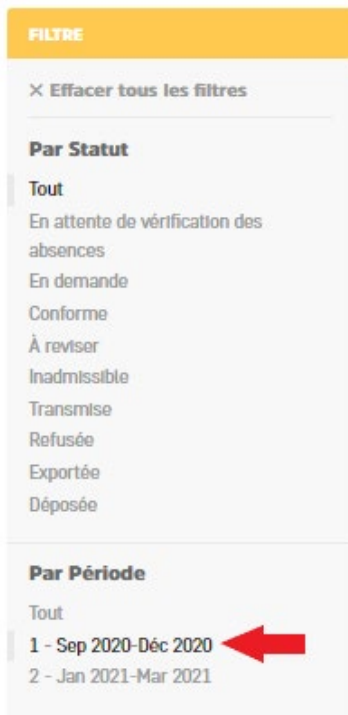 FILTRE
× Effacer tous les filtres
Par Statut
Tout
En attente de vérification des
absences
En demande
Conforme
À reviser
Inadmissible
Transmise
Refusée
Exportée
Déposée
Par Période
Tout
1 - Sep 2020-Déc 2020
2 - Jan 2021-Mar 2021